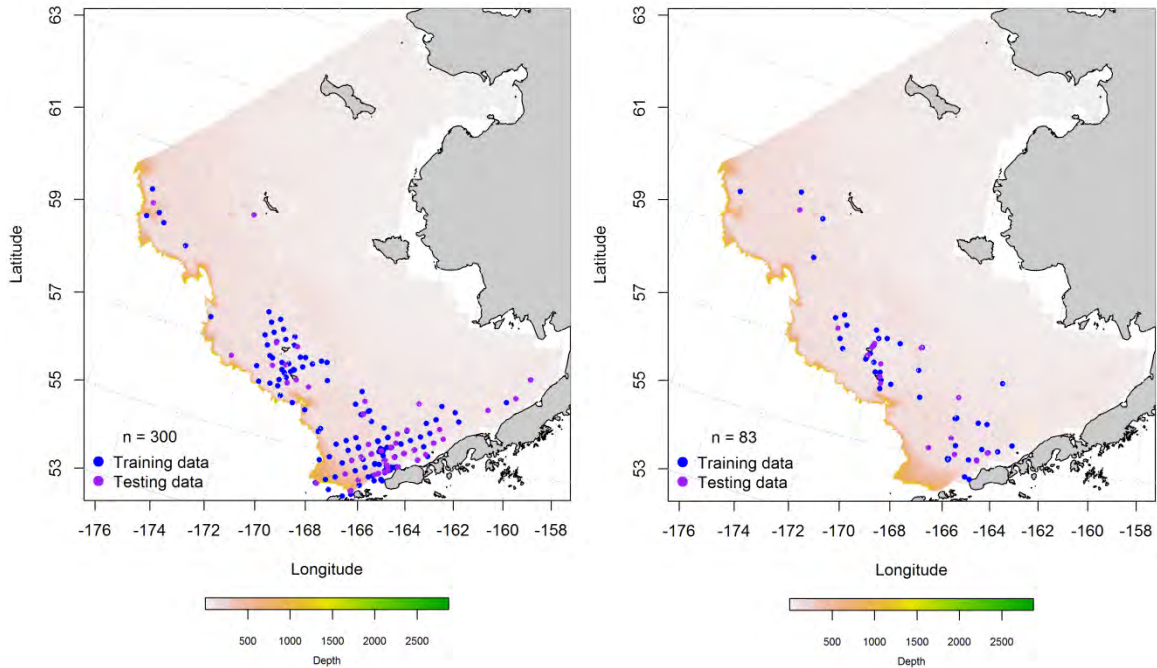 63
61
59
57
55
53
Latitude
n = 300
Training data
Testing data
-176 -174 -172 -170 -168 -166 -164 -162 -160 -158
Longitude
500 1000 1500 2000 2500
Depth
63
61
59
57
55
53
Latitude
n = 83
Training data
Testing data
-176 -174 -172 -170 -168 -166 -164 -162 -160 -158
Longitude
500 1000 1500 2000 2500
Depth